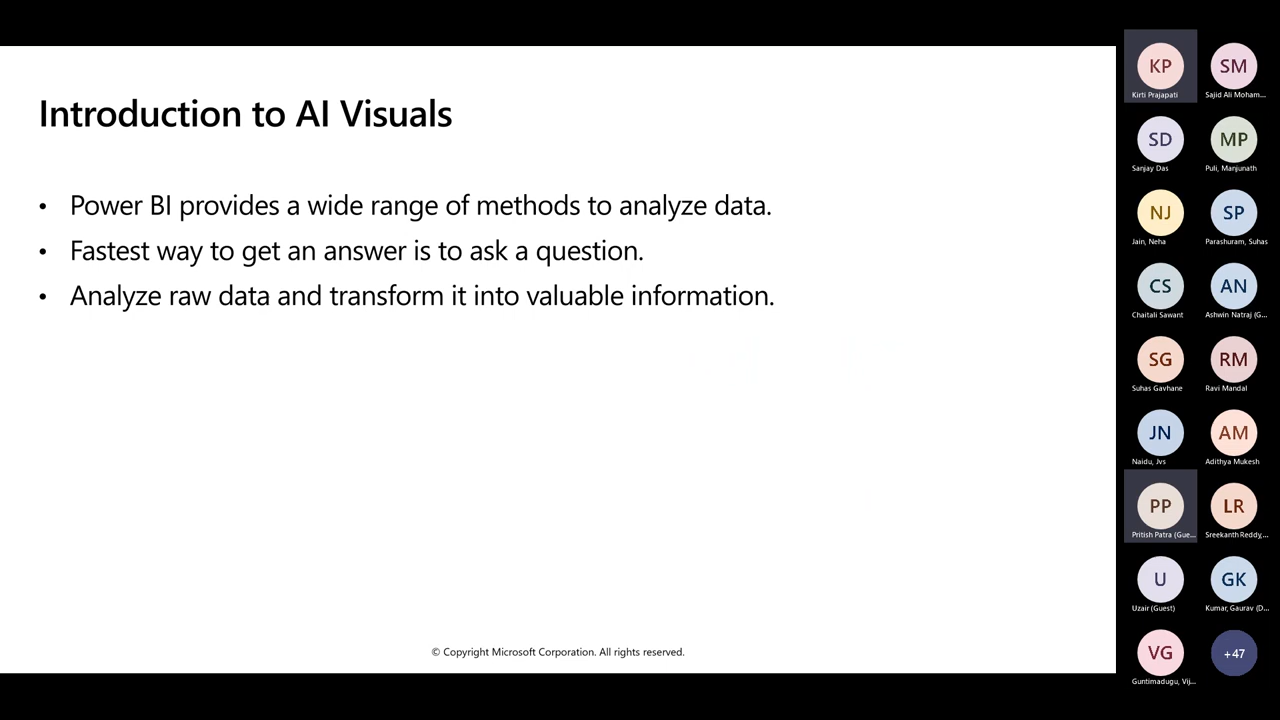 Introduction to AI Visuals
• Power BI provides a wide range of methods to analyze data.
• Fastest way to get an answer is to ask a question.
• Analyze raw data and transform it into valuable information.
© Copyright Microsoft Corporation. All rights reserved.
KP
Kirti Prajapati
SM
Sajid Ali Moham...
SD
Sanjay Das
MP
Puli, Manjunath
NJ
Jain, Neha
SP
Parashuram, Suhas
CS
Chaitali Sawant
AN
Ashwin Natraj (G...
SG
Suhas Gavhane
RM
Ravi Mandal
JN
Naidu, Jvs
AM
Adithya Mukesh
PP
Pritish Patra (Gue...
LR
Sreekanth Reddy,...
U
Uzair (Guest)
GK
Kumar, Gaurav (D...
VG
Guntimadugu, Vij...
+47